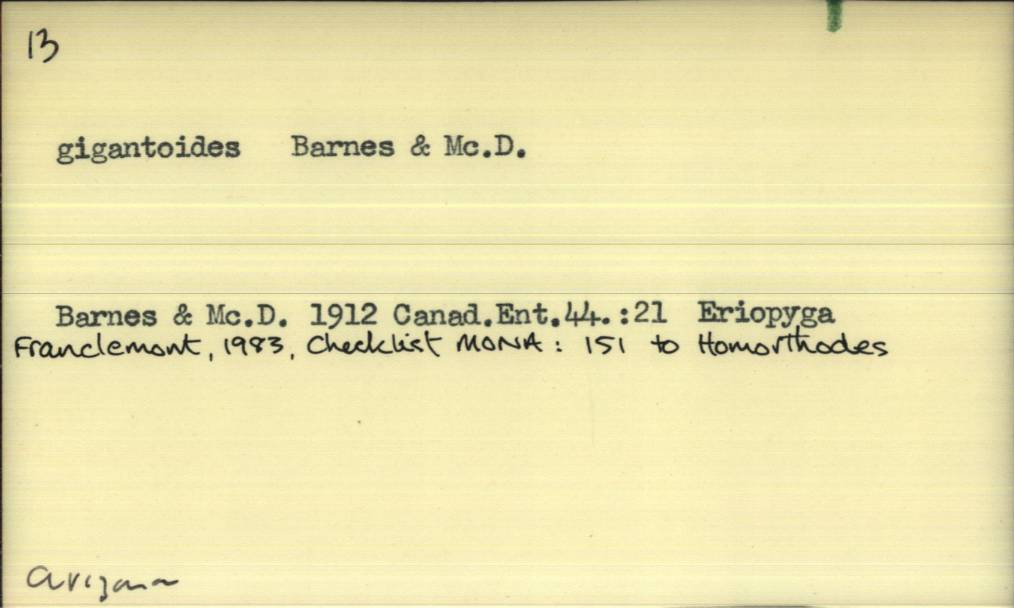 13
gigantoides Barnes & Mc.D.
Barnes & Mc.D. 1912 Canad.Ent.44.:21 Eriopyga
Franclemont, 1983, Checklist MONA: 151 to Homorthodes
Arizona